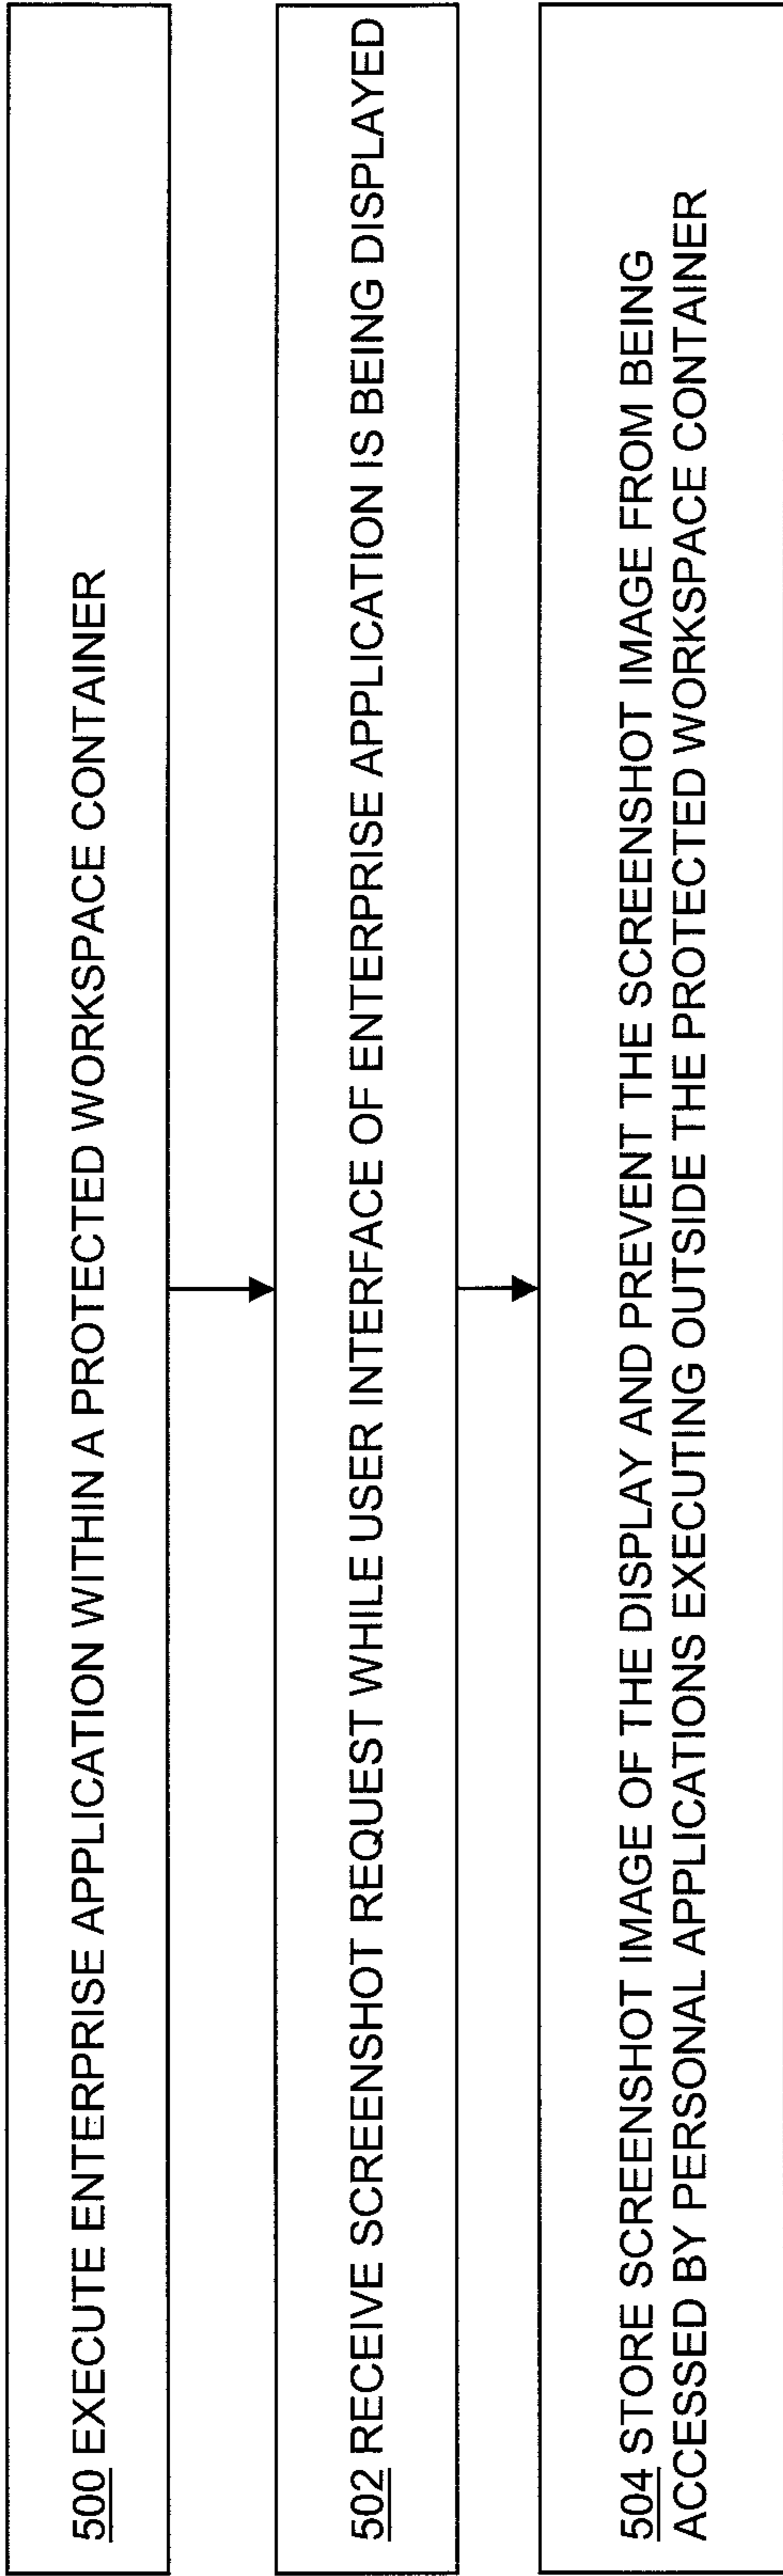 500 EXECUTE ENTERPRISE APPLICATION WITHIN A PROTECTED WORKSPACE CONTAINER
502 RECEIVE SCREENSHOT REQUEST WHILE USER INTERFACE OF ENTERPRISE APPLICATION IS BEING DISPLAYED
504 STORE SCREENSHOT IMAGE OF THE DISPLAY AND PREVENT THE SCREENSHOT IMAGE FROM BEING
ACCESSED BY PERSONAL APPLICATIONS EXECUTING OUTSIDE THE PROTECTED WORKSPACE CONTAINER